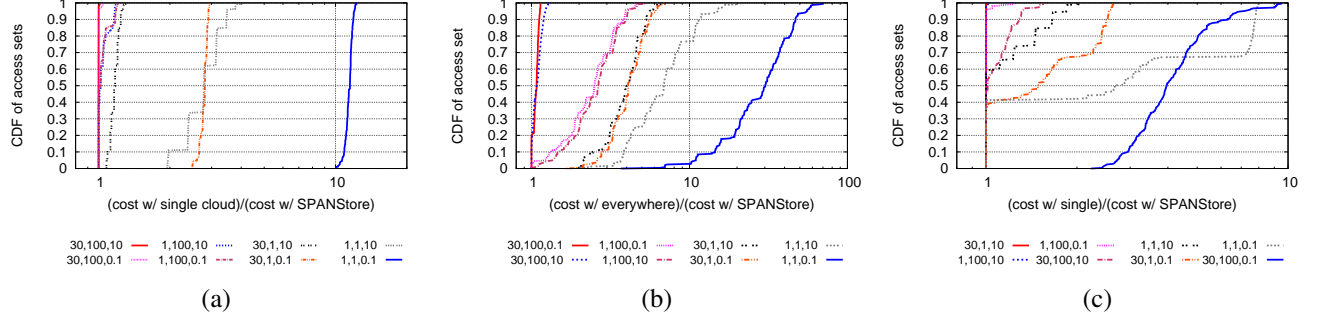 1
0.9
0.8
0.7
0.6
0.5
0.4
0.3
0.2
0.1
0
CDF of access sets
1 10
(cost w/ single cloud)/(cost w/ SPANStore)
30,100,10 1,100,10 30,1,10 1,1,10
30,100,0.1 1,100,0.1 30,1,0.1 1,1,0.1
(a)
1
0.9
0.8
0.7
0.6
0.5
0.4
0.3
0.2
0.1
0
CDF of access set
1 10 100
(cost w/ everywhere)/(cost w/ SPANStore)
30,100,0.1 1,100,0.1 30,1,10 1,1,10
30,100,10 1,100,10 30,1,0.1 1,1,0.1
(b)
1
0.9
0.8
0.7
0.6
0.5
0.4
0.3
0.2
0.1
0
CDF of access sets
1 10
(cost w/ single)/(cost w/ SPANStore)
30,1,10 1,100,0.1 1,1,10 1,1,0.1
1,100,10 30,100,10 30,1,0.1 30,100,0.1
(c)